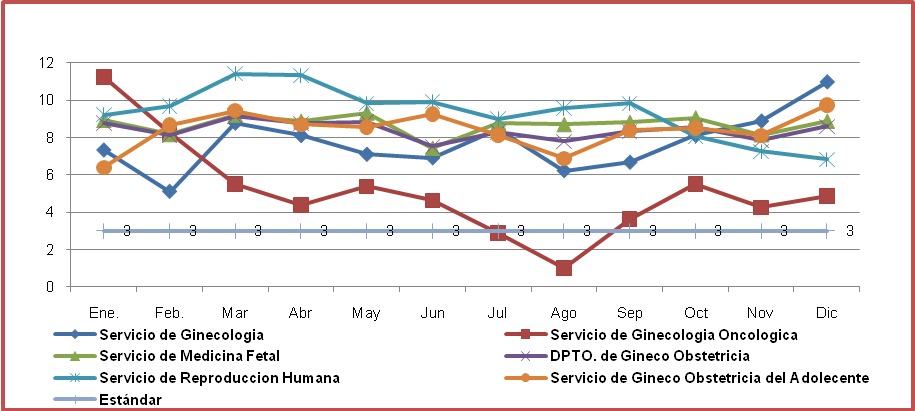 12
10
8
6
4
2
0
3 3 3 3 3 3 3 3 3 3 3 3
Ene. Feb. Mar Abr May Jun Jul Ago Sep Oct Nov Dic
Servicio de Ginecologia Servicio de Ginecologia Oncologica
Servicio de Medicina Fetal DPTO. de Gineco Obstetricia
Servicio de Reproduccion Humana Servicio de Gineco Obstetricia del Adolecente
Estándar